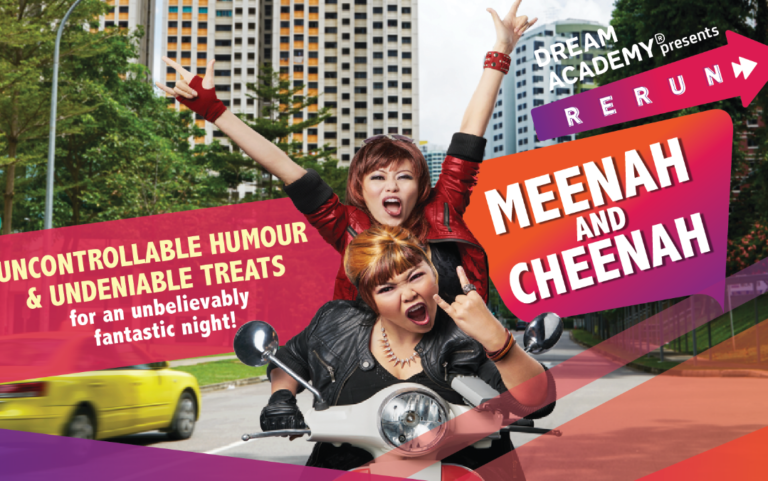 DREAM
ACADEMY® presents
RERUN
MEENAH
AND
CHEENAH
UNCONTROLLABLE HUMOUR
& UNDENIABLE TREATS
for an unbelievably
fantastic night!